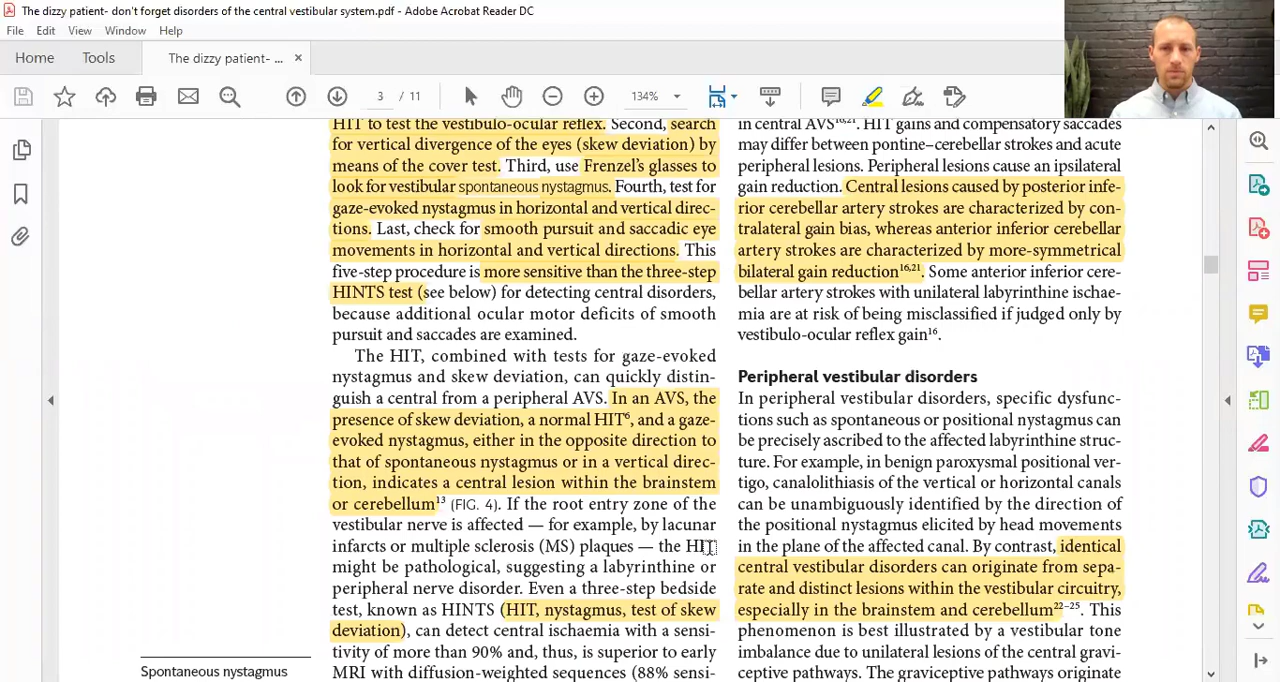 The dizzy patient- don't forget disorders of the central vestibular system.pdf - Adobe Acrobat Reader DC
File Edit View Window Help
Home Tools The dizzy patient- ... ×
3 / 11 134%
HIT to test the vestibulo-ocular reflex. Second, search
for vertical divergence of the eyes (skew deviation) by
means of the cover test. Third, use Frenzel's glasses to
look for vestibular spontaneous nystagmus. Fourth, test for
gaze-evoked nystagmus in horizontal and vertical direc-
tions. Last, check for smooth pursuit and saccadic eye
movements in horizontal and vertical directions. This
five-step procedure is more sensitive than the three-step
HINTS test (see below) for detecting central disorders,
because additional ocular motor deficits of smooth
pursuit and saccades are examined.
The HIT, combined with tests for gaze-evoked
nystagmus and skew deviation, can quickly distin-
guish a central from a peripheral AVS. In an AVS, the
presence of skew deviation, a normal HIT6, and a gaze-
evoked nystagmus, either in the opposite direction to
that of spontaneous nystagmus or in a vertical direc-
tion, indicates a central lesion within the brainstem
or cerebellum13 (FIG. 4). If the root entry zone of the
vestibular nerve is affected — for example, by lacunar
infarcts or multiple sclerosis (MS) plaques — the HIT
might be pathological, suggesting a labyrinthine or
peripheral nerve disorder. Even a three-step bedside
test, known as HINTS (HIT, nystagmus, test of skew
deviation), can detect central ischaemia with a sensi-
tivity of more than 90% and, thus, is superior to early
MRI with diffusion-weighted sequences (88% sensi-
Spontaneous nystagmus
in central AVS16,21. HIT gains and compensatory saccades
may differ between pontine–cerebellar strokes and acute
peripheral lesions. Peripheral lesions cause an ipsilateral
gain reduction. Central lesions caused by posterior infe-
rior cerebellar artery strokes are characterized by con-
tralateral gain bias, whereas anterior inferior cerebellar
artery strokes are characterized by more-symmetrical
bilateral gain reduction16,21. Some anterior inferior cere-
bellar artery strokes with unilateral labyrinthine ischae-
mia are at risk of being misclassified if judged only by
vestibulo-ocular reflex gain16.
Peripheral vestibular disorders
In peripheral vestibular disorders, specific dysfunc-
tions such as spontaneous or positional nystagmus can
be precisely ascribed to the affected labyrinthine struc-
ture. For example, in benign paroxysmal positional ver-
tigo, canalolithiasis of the vertical or horizontal canals
can be unambiguously identified by the direction of
the positional nystagmus elicited by head movements
in the plane of the affected canal. By contrast, identical
central vestibular disorders can originate from sepa-
rate and distinct lesions within the vestibular circuitry,
especially in the brainstem and cerebellum22–25. This
phenomenon is best illustrated by a vestibular tone
imbalance due to unilateral lesions of the central gravi-
ceptive pathways. The graviceptive pathways originate